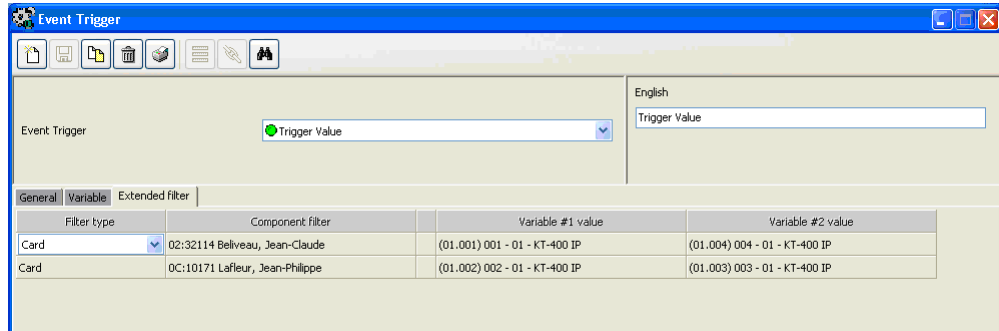 Event Trigger
English
Trigger Value
Event Trigger
Trigger Value
General Variable Extended filter
Filter type Component filter Variable #1 value Variable #2 value
Card 02:32114 Beliveau, Jean-Claude (01.001) 001 - 01 - KT-400 IP (01.004) 004 - 01 - KT-400 IP
Card 0C:10171 Lafleur, Jean-Philippe (01.002) 002 - 01 - KT-400 IP (01.003) 003 - 01 - KT-400 IP